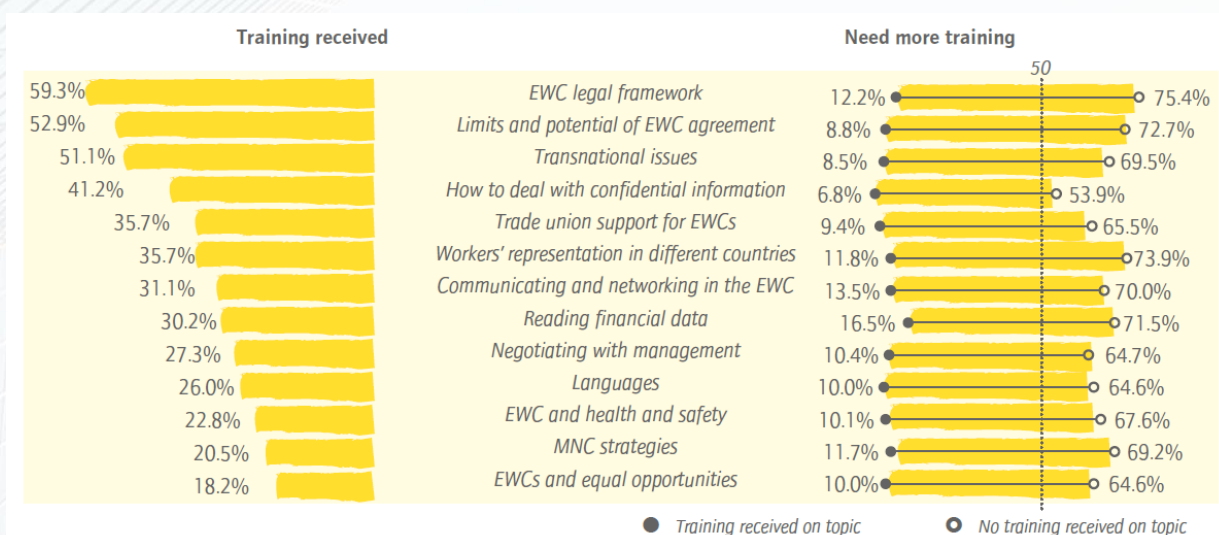 Training received Need more training
50
59.3% EWC legal framework 12.2% 75.4%
52.9% Limits and potential of EWC agreement 8.8% 72.7%
51.1% Transnational issues 8.5% 69.5%
41.2% How to deal with confidential information 6.8% 53.9%
35.7% Trade union support for EWCs 9.4% 65.5%
35.7% Workers' representation in different countries 11.8% 73.9%
31.1% Communicating and networking in the EWC 13.5% 70.0%
30.2% Reading financial data 16.5% 71.5%
27.3% Negotiating with management 10.4% 64.7%
26.0% Languages 10.0% 64.6%
22.8% EWC and health and safety 10.1% 67.6%
20.5% MNC strategies 11.7% 69.2%
18.2% EWCs and equal opportunities 10.0% 64.6%
Training received on topic No training received on topic